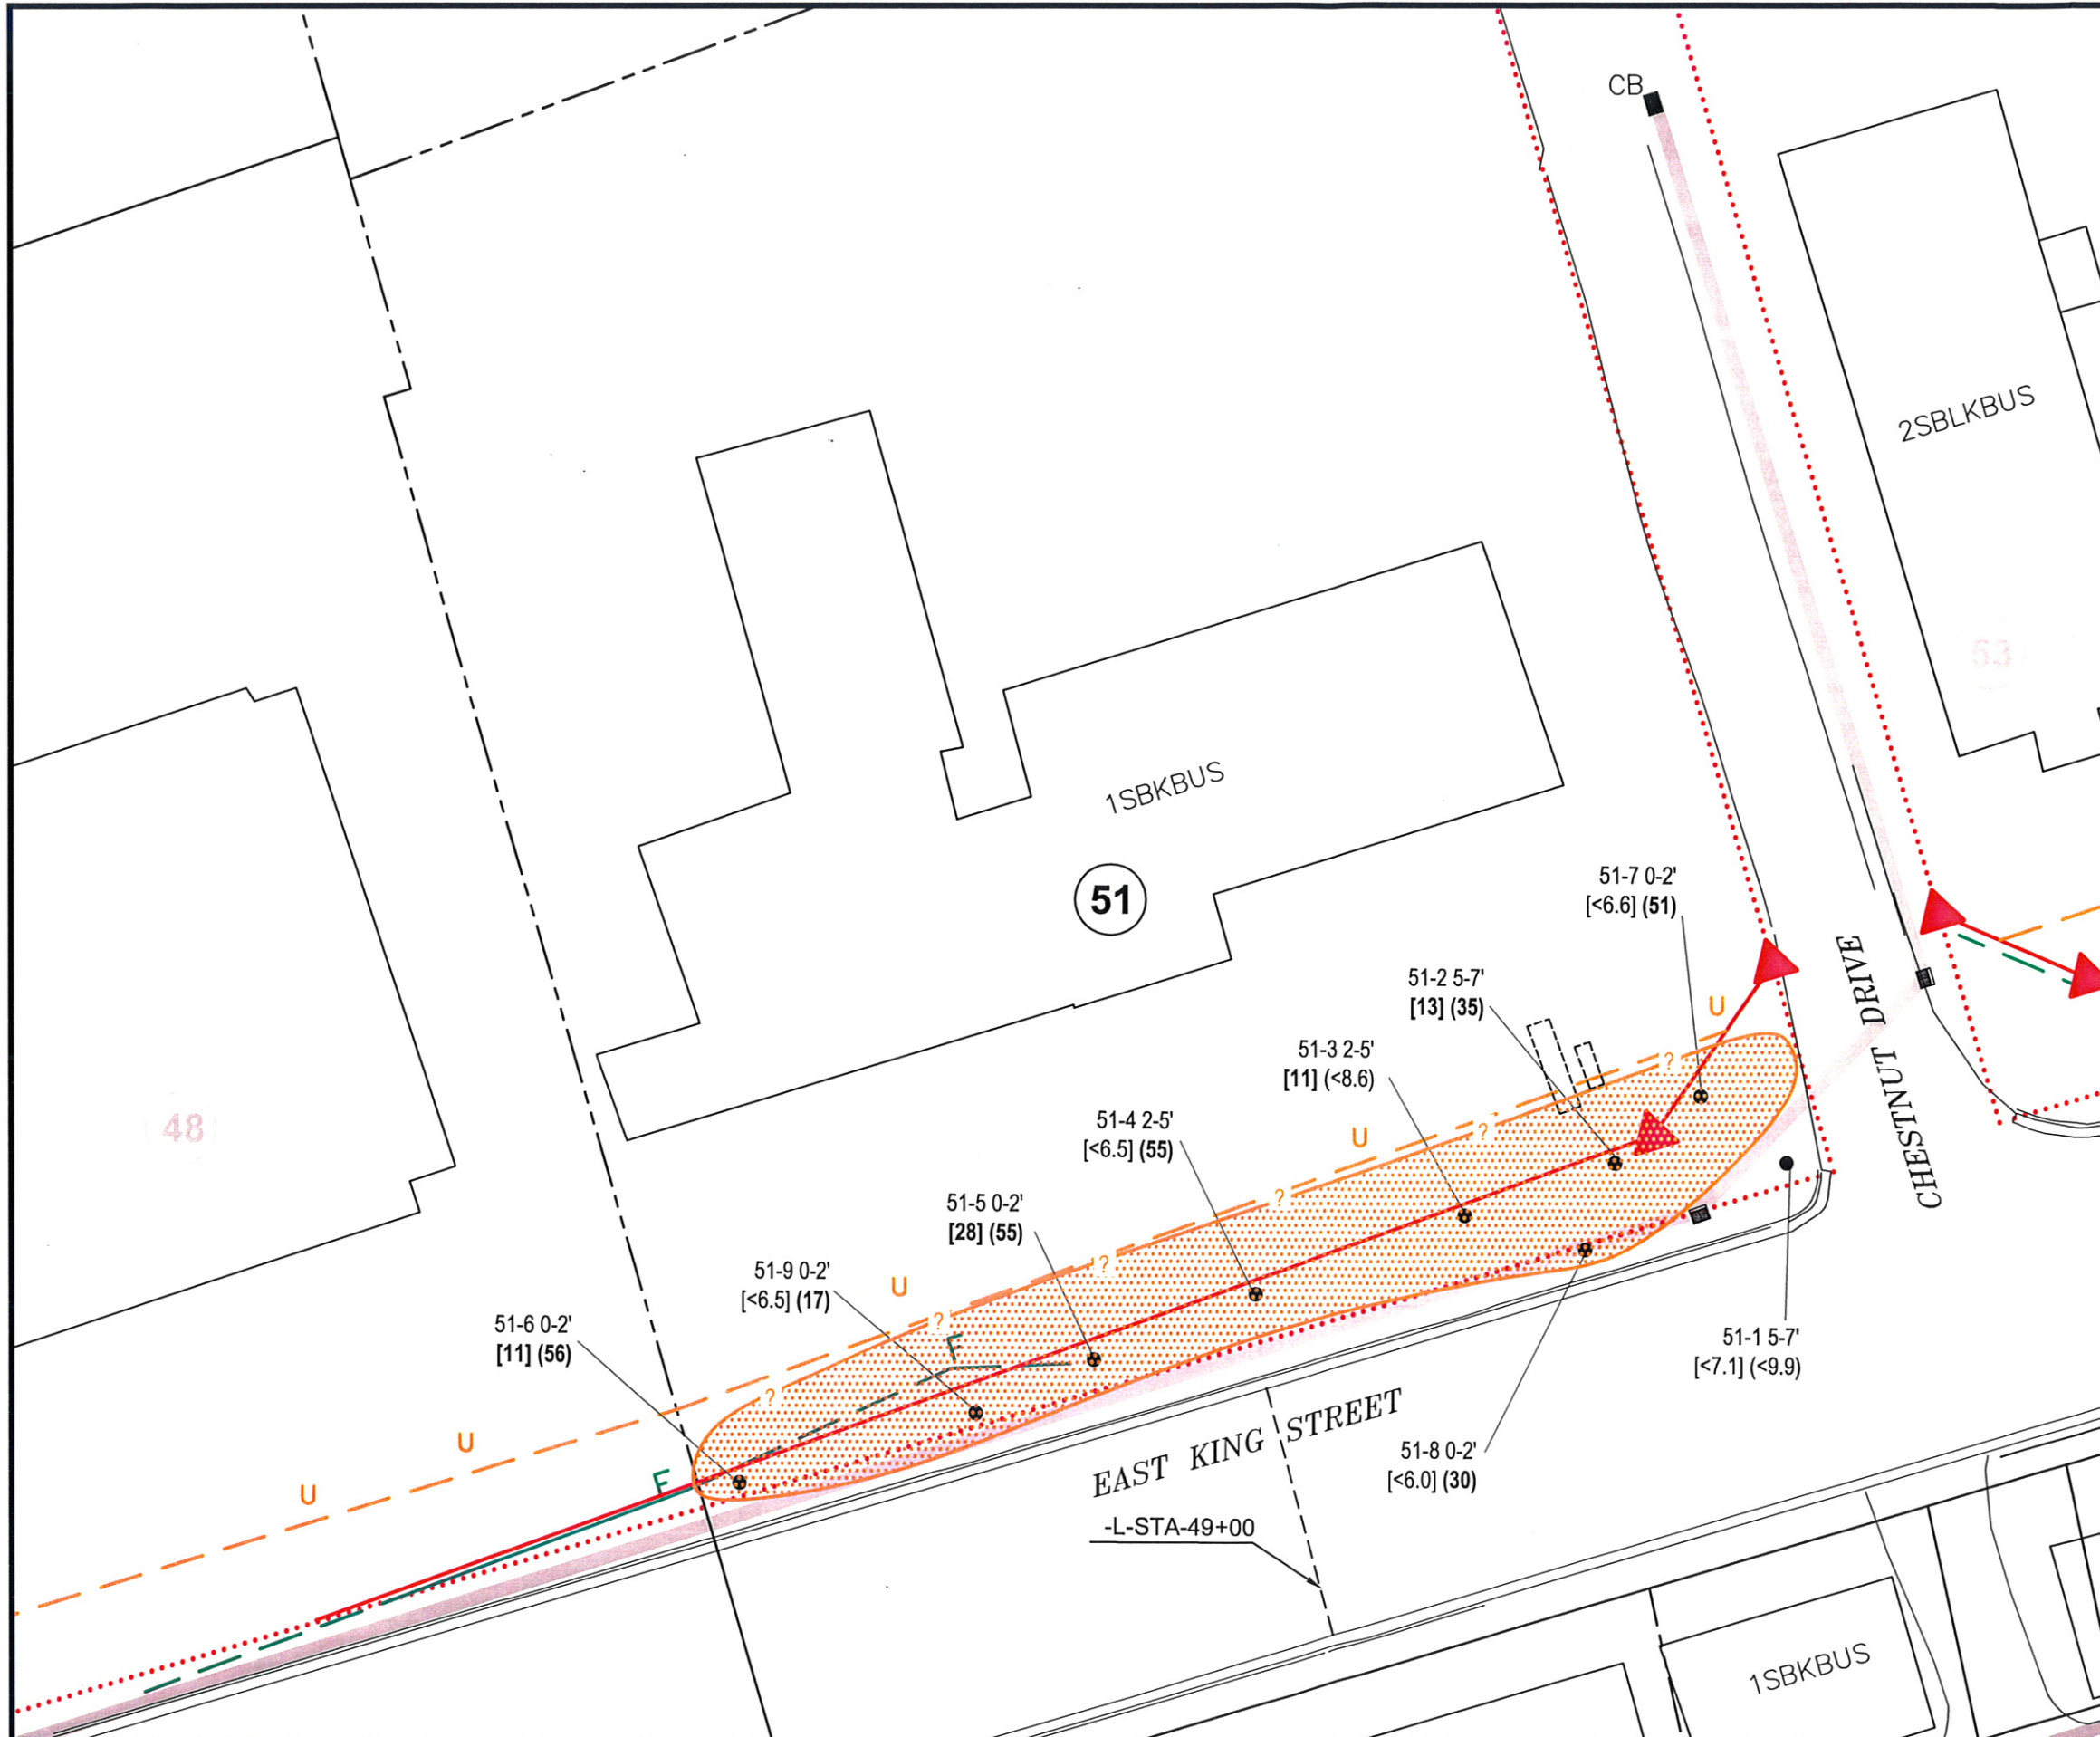 CB
2SBLKBUS
53
1SBKBUS
51
51-7 0-2'
[<6.6] (51)
CHESTNUT DRIVE
51-2 5-7'
[13] (35)
U
51-3 2-5'
[11] (<8.6)
?
48
51-4 2-5'
[<6.5] (55)
U
?
51-5 0-2'
[28] (55)
?
51-9 0-2'
[<6.5] (17)
U
?
51-6 0-2'
[11] (56)
?
F
51-1 5-7'
[<7.1] (<9.9)
?
EAST KING STREET
U
F
51-8 0-2'
[<6.0] (30)
U
-L-STA-49+00
1SBKBUS